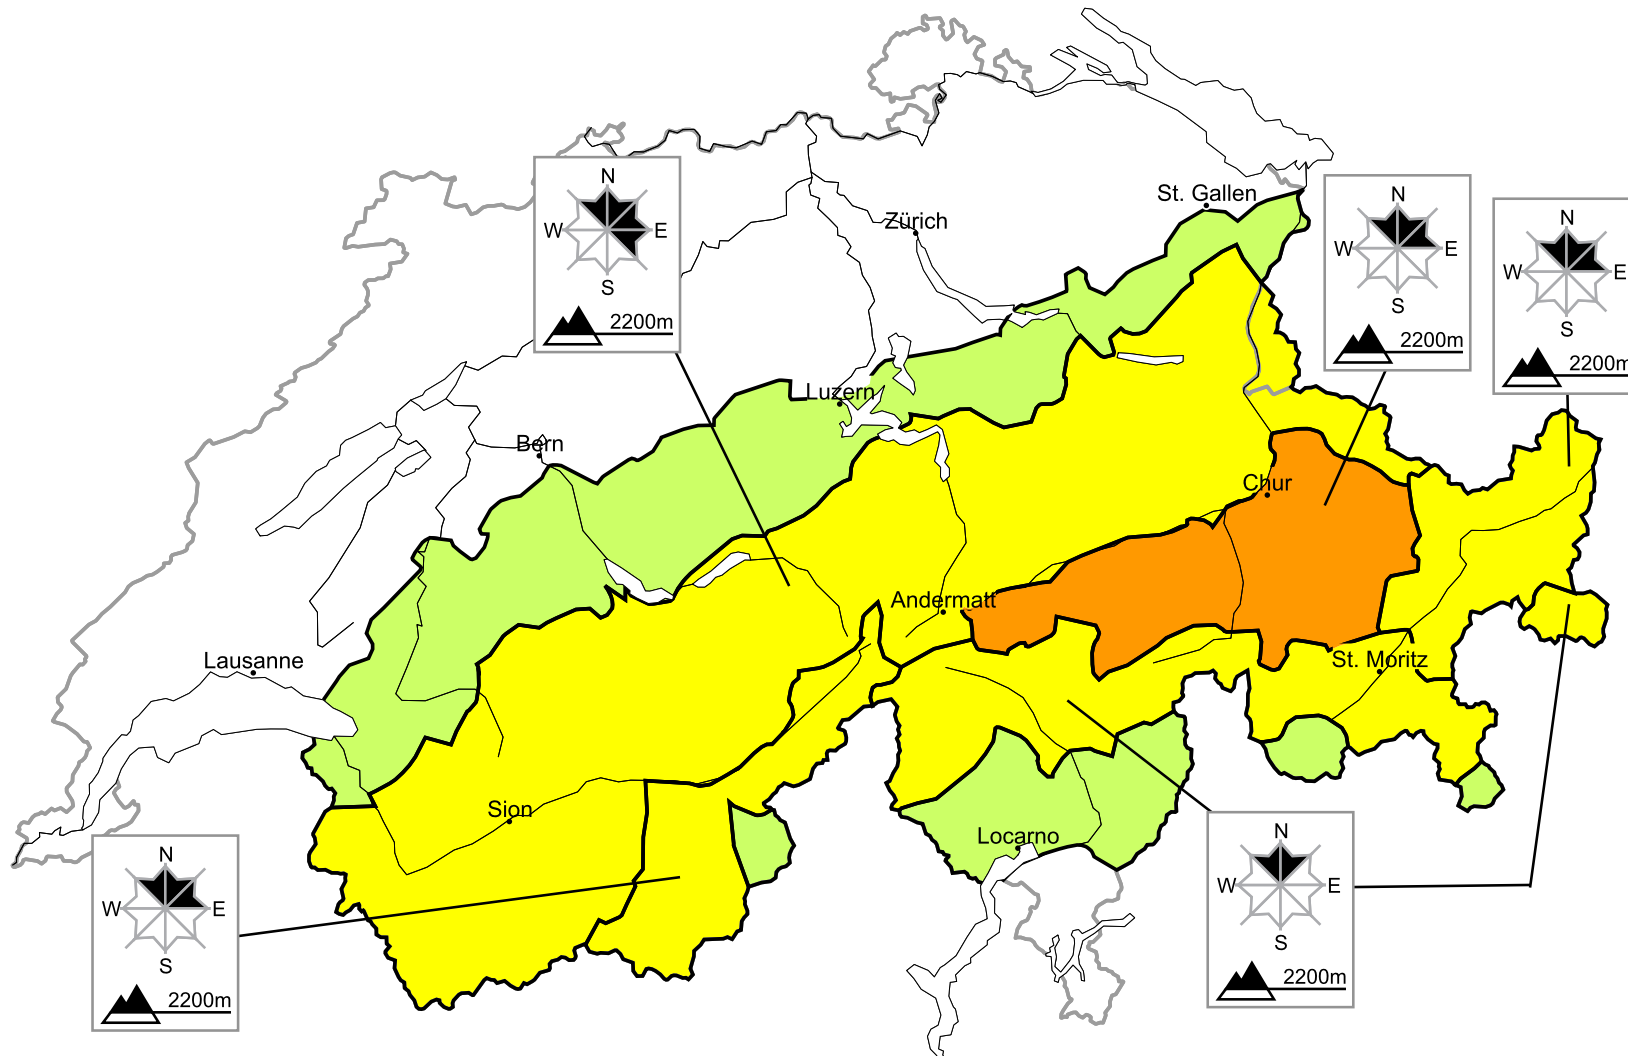 N
W
E
S
2200m
St. Gallen
Zürich
N
W
E
S
2200m
N
W
E
S
2200m
Luzern
Bern
Chur
Andermatt
Lausanne
St. Moritz
Sion
Locarno
N
W
E
S
2200m
N
W
E
S
2200m